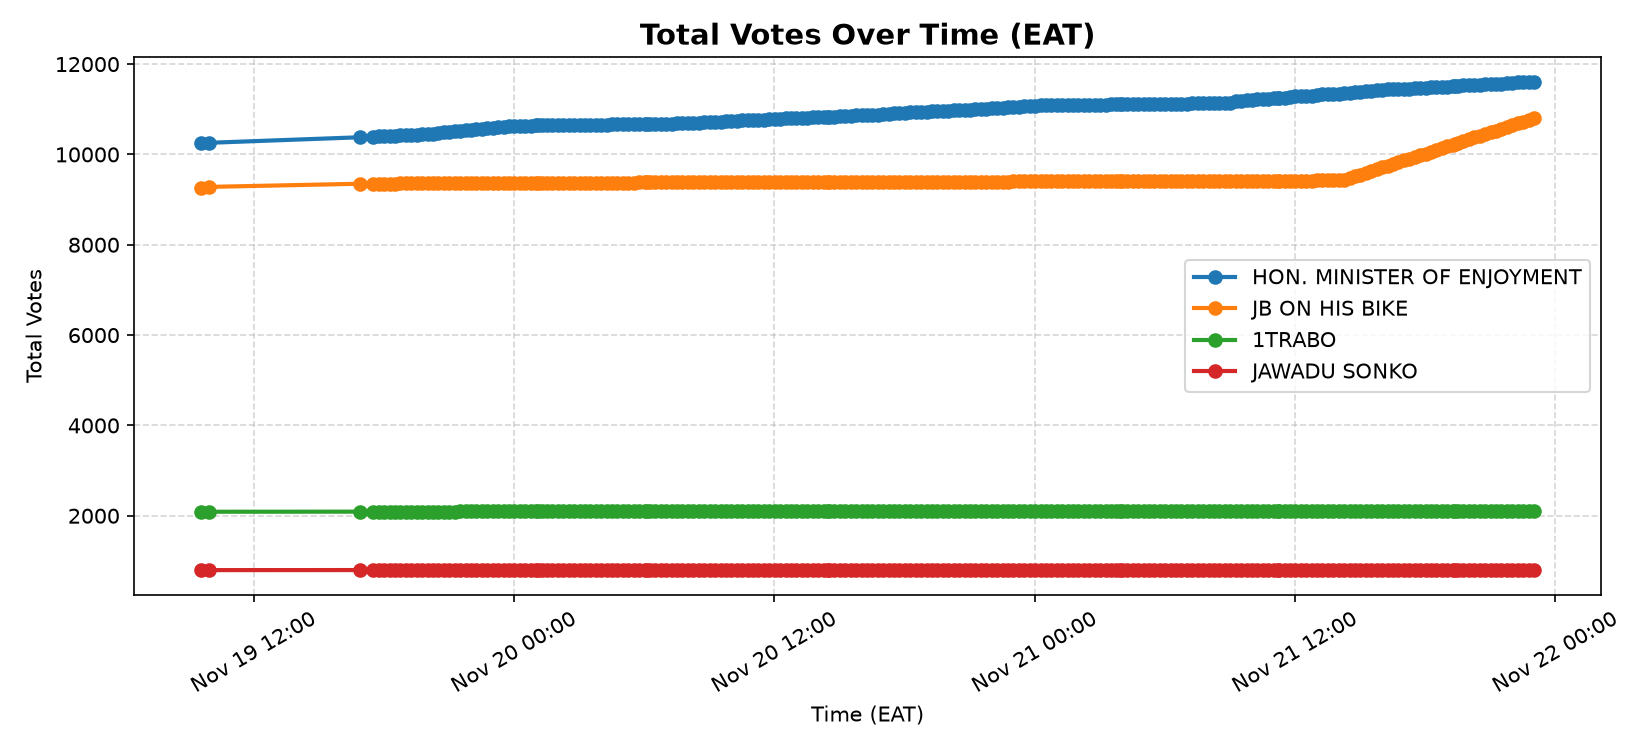 Total Votes Over Time (EAT)
12000
10000
8000
6000
4000
2000
Total Votes
HON. MINISTER OF ENJOYMENT
JB ON HIS BIKE
1TRABO
JAWADU SONKO
Nov 19 12:00
Nov 20 00:00
Nov 20 12:00
Nov 21 00:00
Nov 21 12:00
Nov 22 00:00
Time (EAT)